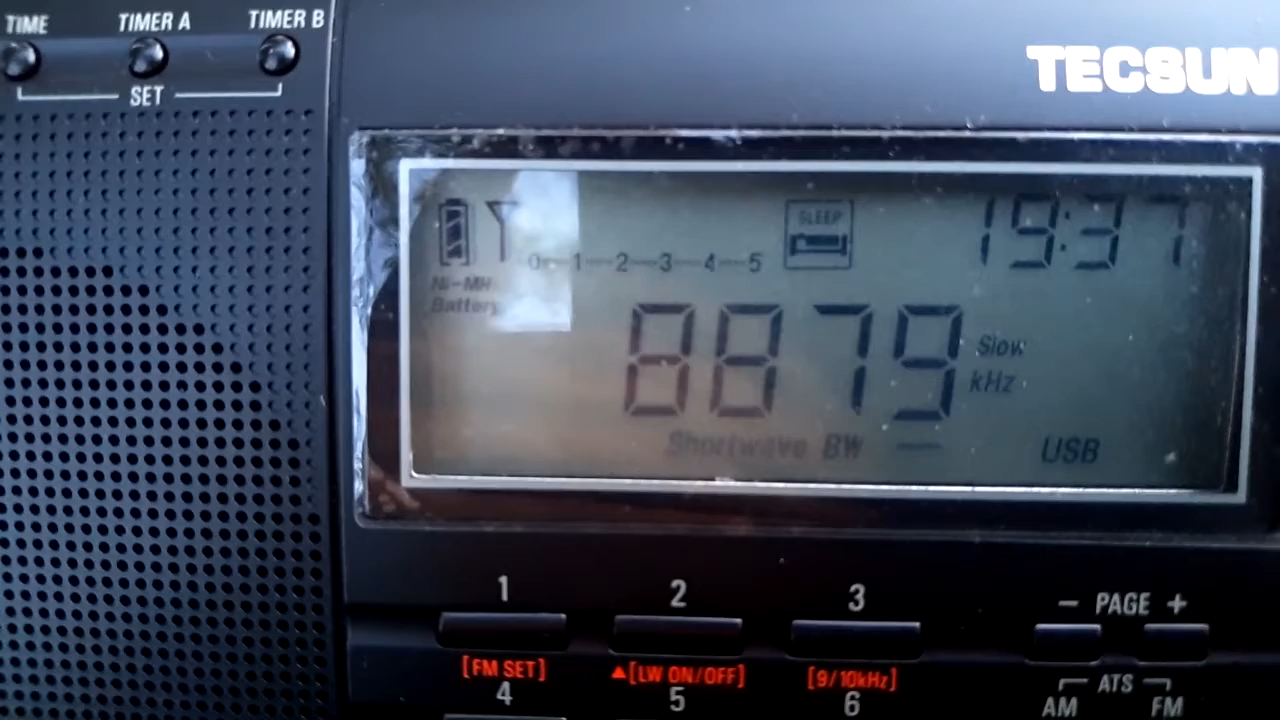 TIME TIMER A TIMER B
SET
TECSUN
SLEEP 19:37
0 1 2 3 4 5
Ni-MH
Battery
8879 Slow
kHz
Shortwave BW USB
1 2 3 - PAGE +
[FM SET] ▲[LW ON/OFF] [9/10kHz]
ATS
4 5 6 AM FM